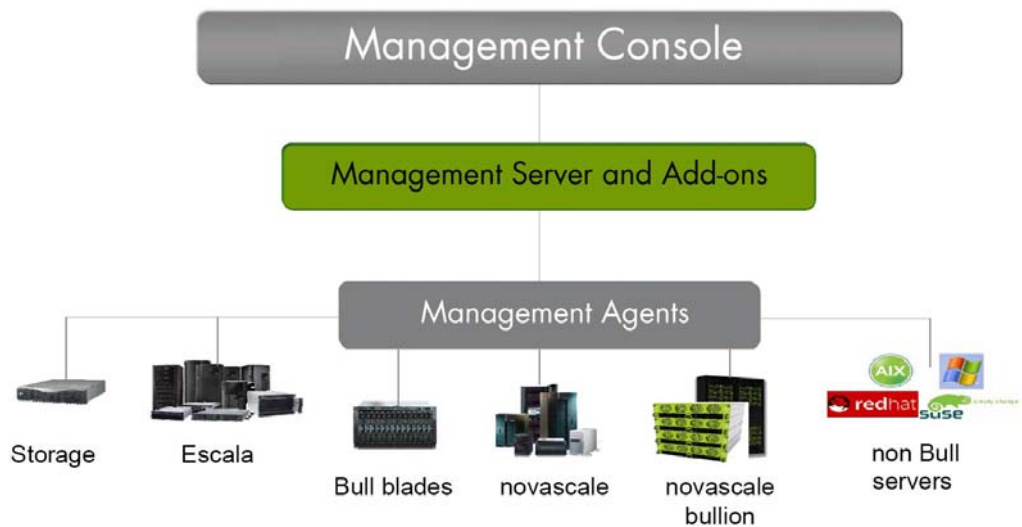 Management Console
Management Server and Add-ons
Management Agents
AIX
redhat
SUSE
Storage
Escala
Bull blades
novascale
novascale
bullion
non Bull
servers